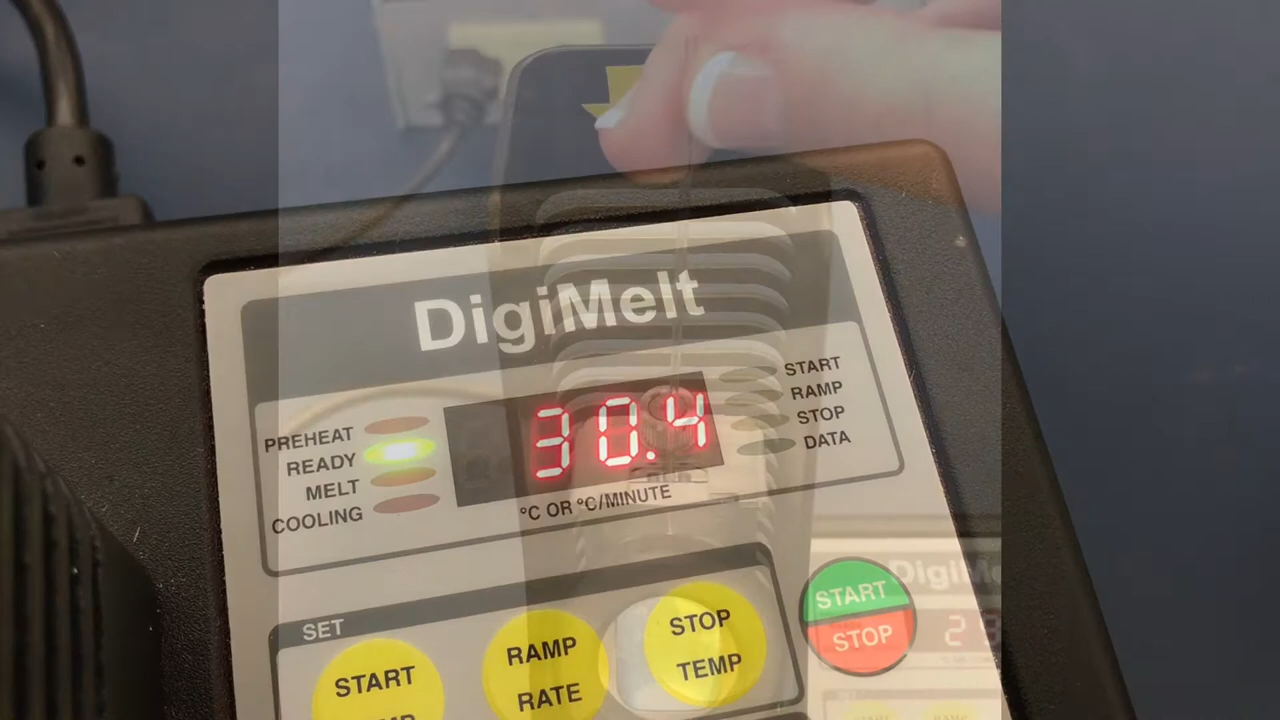 DigiMelt
PREHEAT
READY
MELT
COOLING
30.4
°C OR °C/MINUTE
START
RAMP
STOP
DATA
SET
START
RAMP
RATE
STOP
TEMP
START
STOP